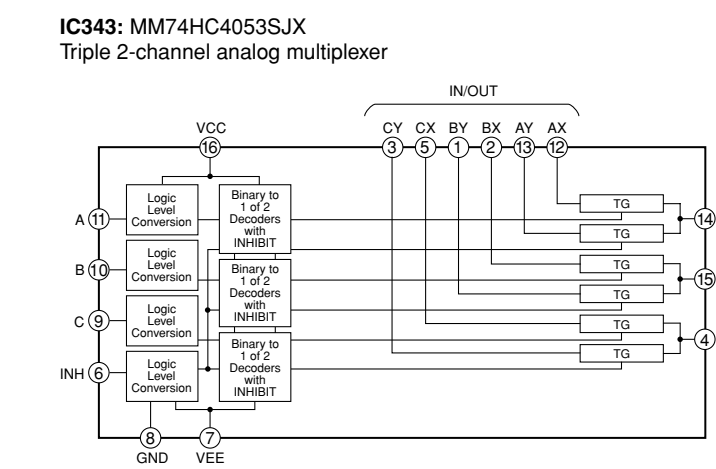 IC343: MM74HC4053SJX
Triple 2-channel analog multiplexer
IN/OUT
VCC CY CX BY BX AY AX
16 3 5 1 2 13 12
Logic
Level
Conversion
Binary to
1 of 2
Decoders
with
INHIBIT
TG
A 11
14
TG
Logic
Level
Conversion
Binary to
1 of 2
Decoders
with
INHIBIT
TG
B 10
15
TG
Logic
Level
Conversion
C 9
TG
4
TG
Binary to
1 of 2
Decoders
with
INHIBIT
Logic
Level
Conversion
INH 6
8 7
GND VEE